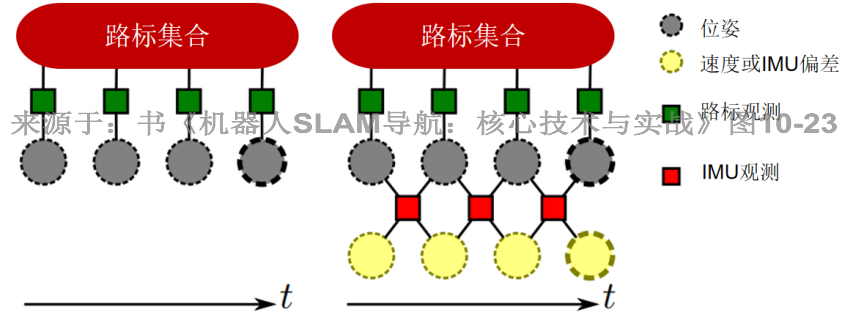 路标集合
路标集合
位姿
速度或IMU偏差
路标观测
来源于：书《机器人SLAM导航：核心技术与实战》图10-23
IMU观测
t
t